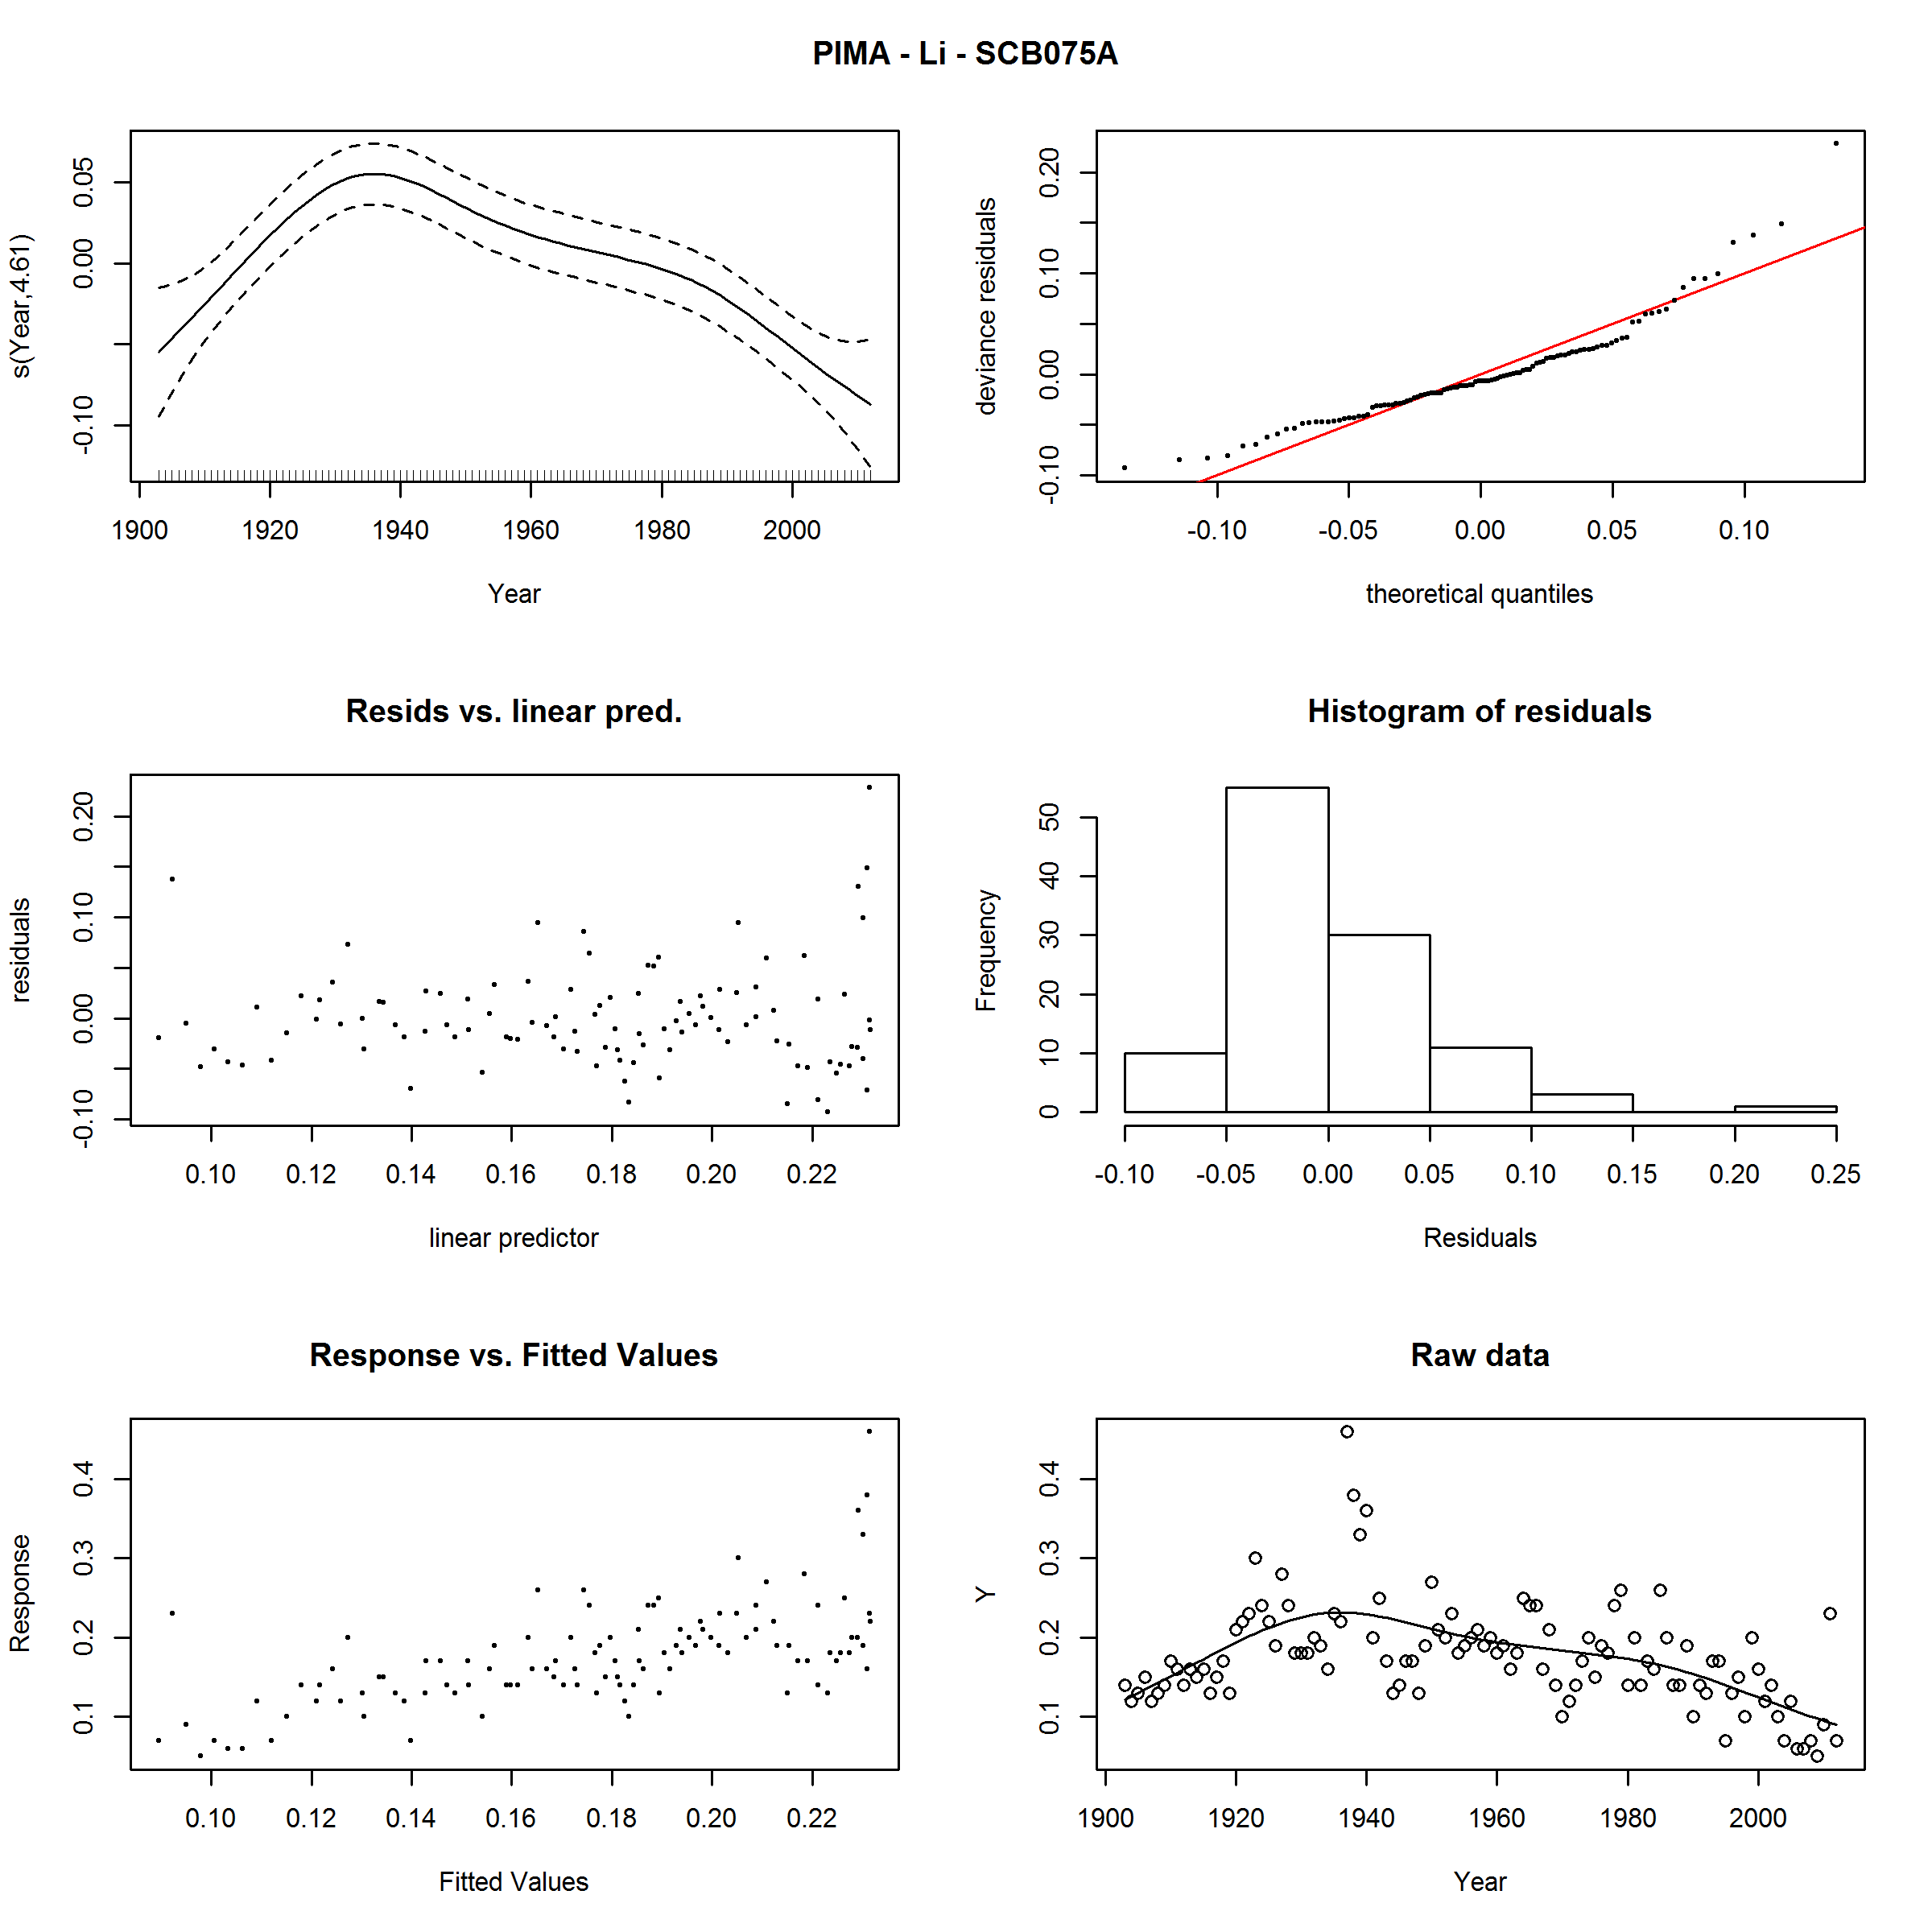 PIMA - Li - SCB075A
s(Year,4.61)
0.05
0.00
-0.10
1900 1920 1940 1960 1980 2000
Year
deviance residuals
0.20
0.10
0.00
-0.10
-0.10 -0.05 0.00 0.05 0.10
theoretical quantiles
Resids vs. linear pred.
residuals
0.20
0.10
0.00
-0.10
0.10 0.12 0.14 0.16 0.18 0.20 0.22
linear predictor
Histogram of residuals
Frequency
50
40
30
20
10
0
-0.10 -0.05 0.00 0.05 0.10 0.15 0.20 0.25
Residuals
Response vs. Fitted Values
Response
0.4
0.3
0.2
0.1
0.10 0.12 0.14 0.16 0.18 0.20 0.22
Fitted Values
Raw data
Y
0.4
0.3
0.2
0.1
1900 1920 1940 1960 1980 2000
Year